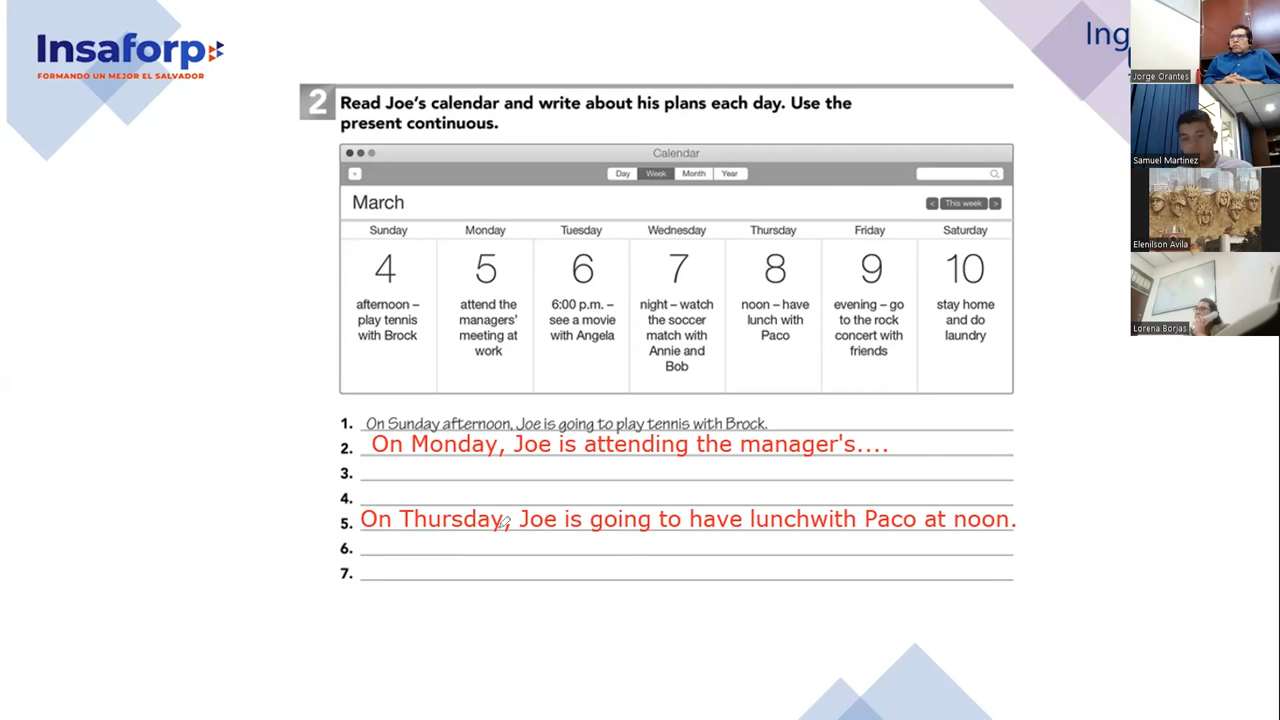 Insaforp
FORMANDO UN MEJOR EL SALVADOR
Ing
Jorge Orantes
Samuel Martinez
Elenilson Avila
Lorena Borjas
2 Read Joe's calendar and write about his plans each day. Use the
present continuous.
Calendar
+
Day Week Month Year
March
< This week >
Sunday Monday Tuesday Wednesday Thursday Friday Saturday
4 5 6 7 8 9 10
afternoon –
play tennis
with Brock
attend the
managers'
meeting at
work
6:00 p.m. –
see a movie
with Angela
night – watch
the soccer
match with
Annie and
Bob
noon – have
lunch with
Paco
evening – go
to the rock
concert with
friends
stay home
and do
laundry
1. On Sunday afternoon, Joe is going to play tennis with Brock.
2. On Monday, Joe is attending the manager's....
3.
4.
5. On Thursday, Joe is going to have lunchwith Paco at noon.
6.
7.